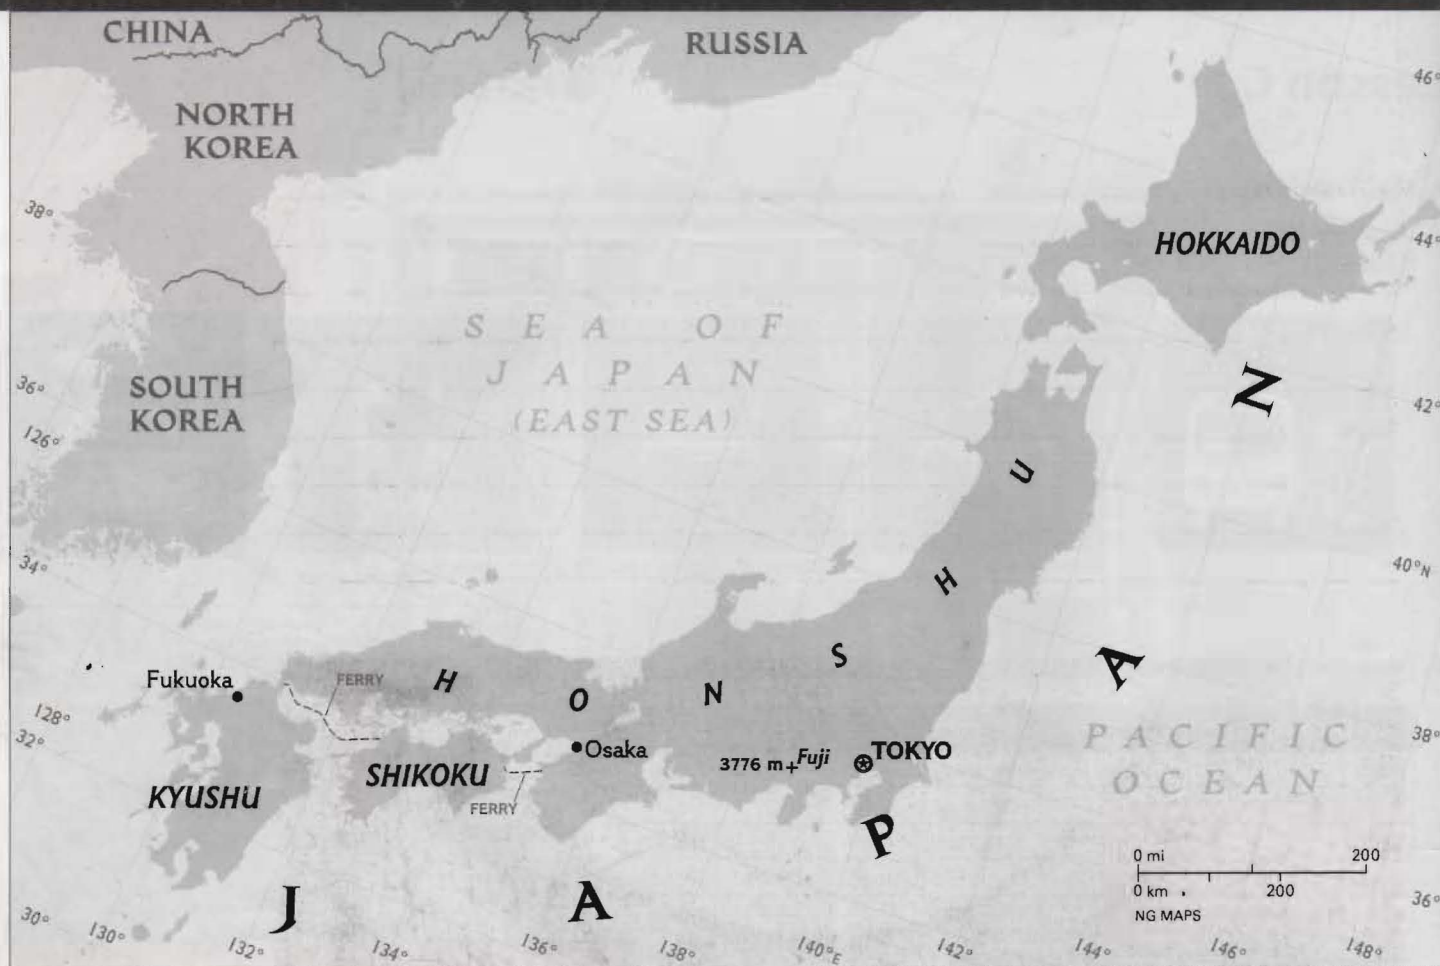 CHINA
RUSSIA
NORTH
KOREA
SOUTH
KOREA
SEA OF
JAPAN
(EAST SEA)
HOKKAIDO
HONSHU
Fukuoka
FERRY
Osaka
3776 m+Fuji
TOKYO
KYUSHU
SHIKOKU
FERRY
JAPAN
PACIFIC
OCEAN
0 mi 200
0 km 200
NG MAPS
38°
36°
126°
34°
128°
32°
30°
130°
132°
134°
136°
138°
140°E
142°
144°
146°
148°
46°
44°
42°
40°N
38°
36°